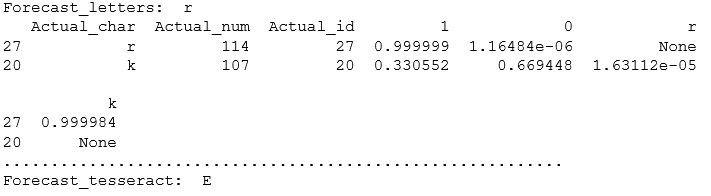 Forecast_letters:  r
   Actual_char  Actual_num  Actual_id         1            0            r
27           r         114         27  0.999999  1.16484e-06         None
20           k         107         20  0.330552     0.669448  1.63112e-05
           k
27  0.999984
20      None
..............................................................
Forecast_tesseract:  E